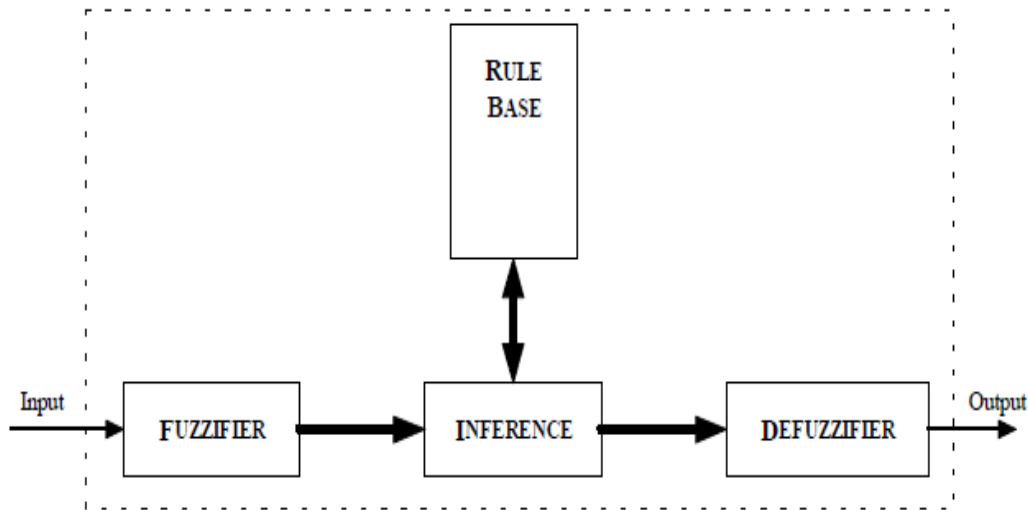 RULE
BASE
Input
FUZZIFIER
INFERENCE
DEFUZZIFIER
Output